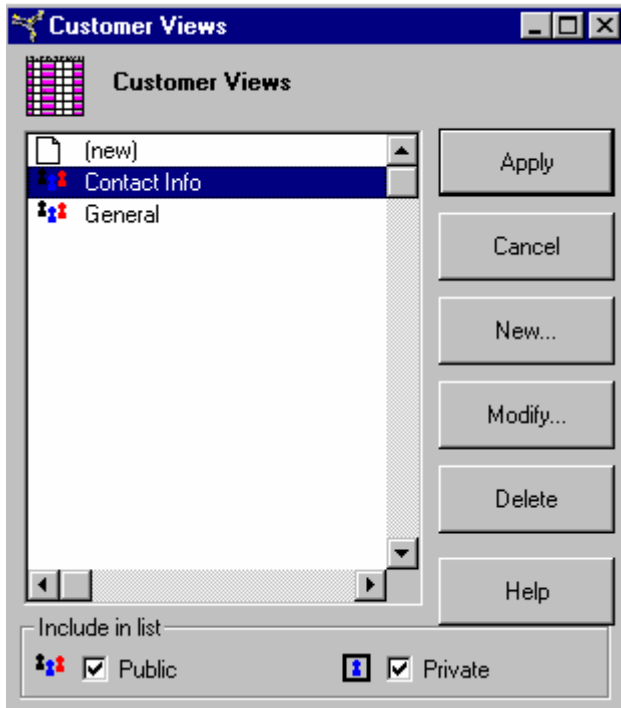 Customer Views
Customer Views
(new)
Contact Info
General
Apply
Cancel
New...
Modify...
Delete
Help
Include in list
Public
Private